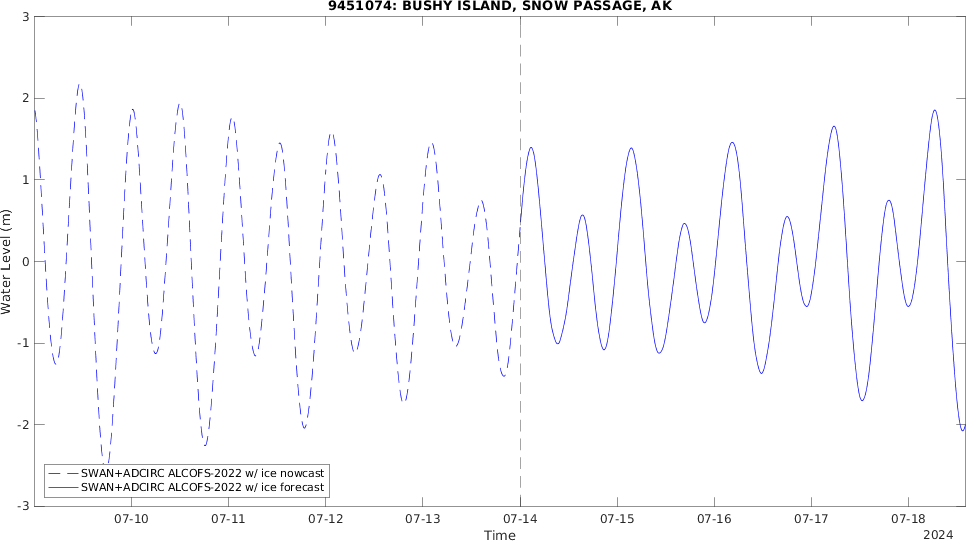 9451074: BUSHY ISLAND, SNOW PASSAGE, AK
3
2
1
0
-1
-2
-3
Water Level (m)
SWAN+ADCIRC ALCOFS-2022 w/ ice nowcast
SWAN+ADCIRC ALCOFS-2022 w/ ice forecast
07-10 07-11 07-12 07-13 07-14 07-15 07-16 07-17 07-18
Time
2024